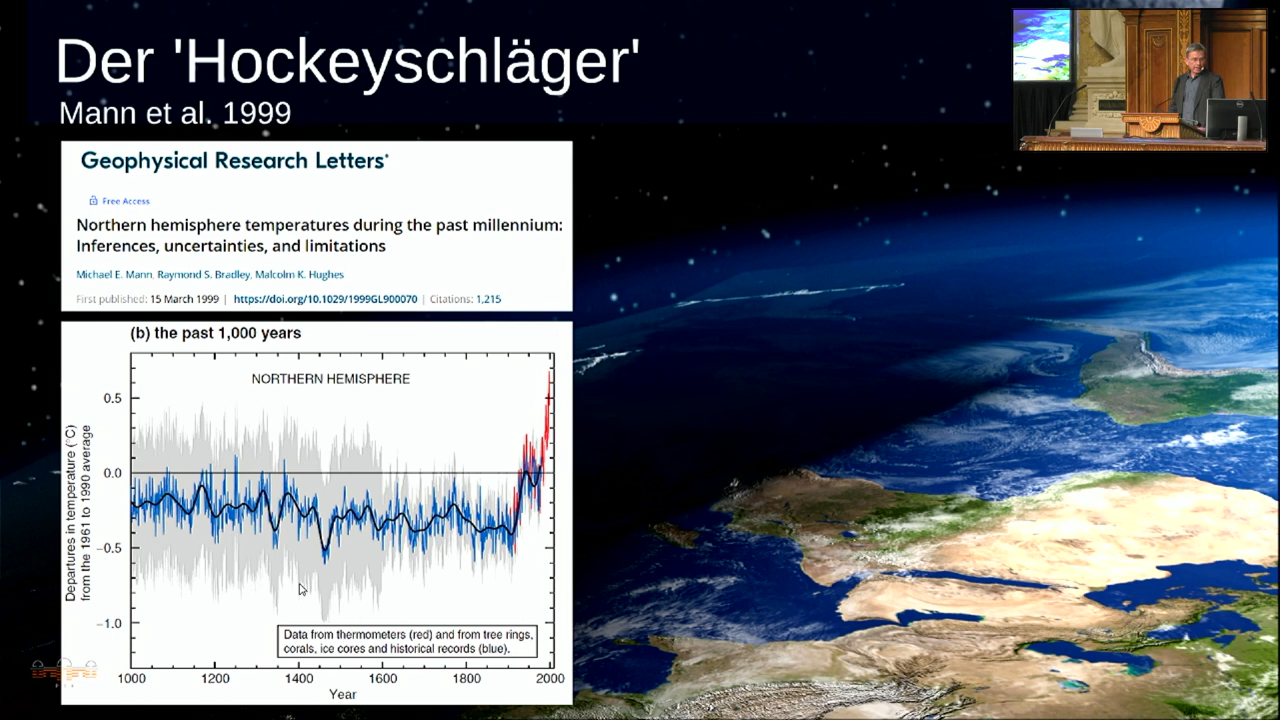 Der 'Hockeyschläger'
Mann et al. 1999
Geophysical Research Letters*
Free Access
Northern hemisphere temperatures during the past millennium:
Inferences, uncertainties, and limitations
Michael E. Mann, Raymond S. Bradley, Malcolm K. Hughes
First published: 15 March 1999 | https://doi.org/10.1029/1999GL900070 | Citations: 1,215
(b) the past 1,000 years
NORTHERN HEMISPHERE
Departures in temperature (°C)
from the 1961 to 1990 average
0.5
0.0
−0.5
−1.0
Data from thermometers (red) and from tree rings,
corals, ice cores and historical records (blue).
1000 1200 1400 1600 1800 2000
Year